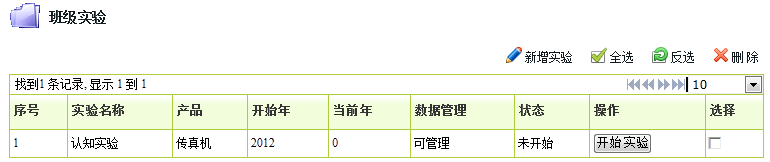 班级实验
新增实验 全选 反选 删除
找到1 条记录, 显示 1 到 1 10
序号 实验名称 产品 开始年 当前年 数据管理 状态 操作 选择
1 认知实验 传真机 2012 0 可管理 未开始 开始实验